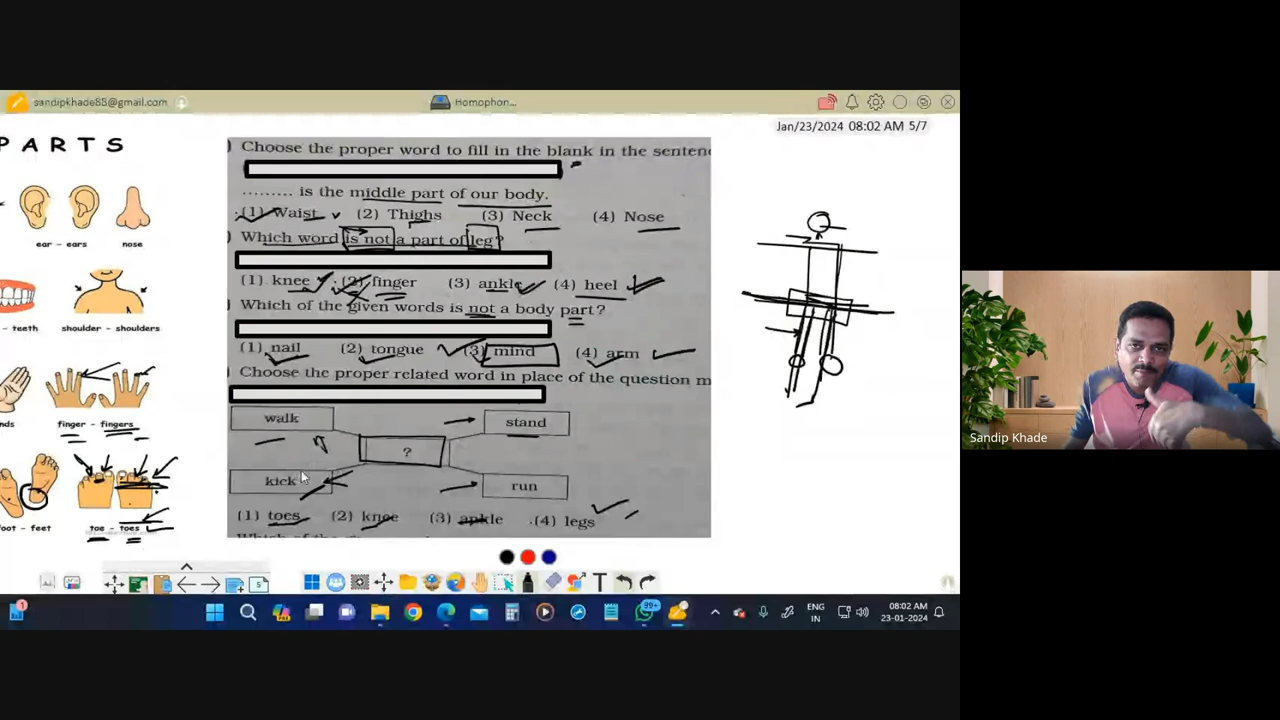 sandipkhade88@gmail.com
Homophon...
Jan/23/2024 08:02 AM 5/7
PARTS
ear - ears
nose
- teeth
shoulder - shoulders
nds
finger - fingers
foot - feet
toe - toes
) Choose the proper word to fill in the blank in the sentenc
......... is the middle part of our body.
(1) Waist (2) Thighs (3) Neck (4) Nose
) Which word is not a part of leg?
(1) knee (2) finger (3) ankle (4) heel
) Which of the given words is not a body part?
(1) nail (2) tongue (3) mind (4) arm
) Choose the proper related word in place of the question m
walk
stand
?
kick
run
(1) toes (2) knee (3) ankle (4) legs
Sandip Khade
5
T
1
99+
ENG
IN
08:02 AM
23-01-2024